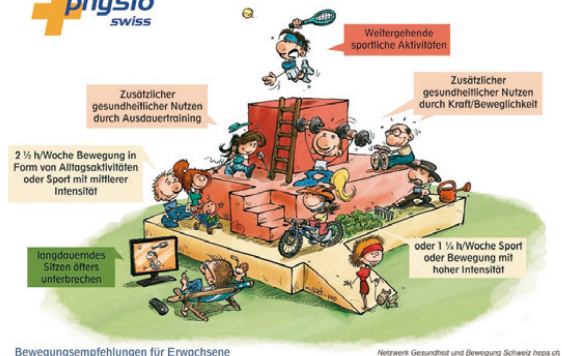 physio
swiss
Weitergehende
sportliche Aktivitäten
Zusätzlicher
gesundheitlicher Nutzen
durch Ausdauertraining
Zusätzlicher
gesundheitlicher Nutzen
durch Kraft/Beweglichkeit
2 ½ h/Woche Bewegung in
Form von Alltagsaktivitäten
oder Sport mit mittlerer
Intensität
oder 1 ¼ h/Woche Sport
oder Bewegung mit
hoher Intensität
langdauerndes
Sitzen öfters
unterbrechen
Bewegungsempfehlungen für Erwachsene
Netzwerk Gesundheit und Bewegung Schweiz hepa.ch